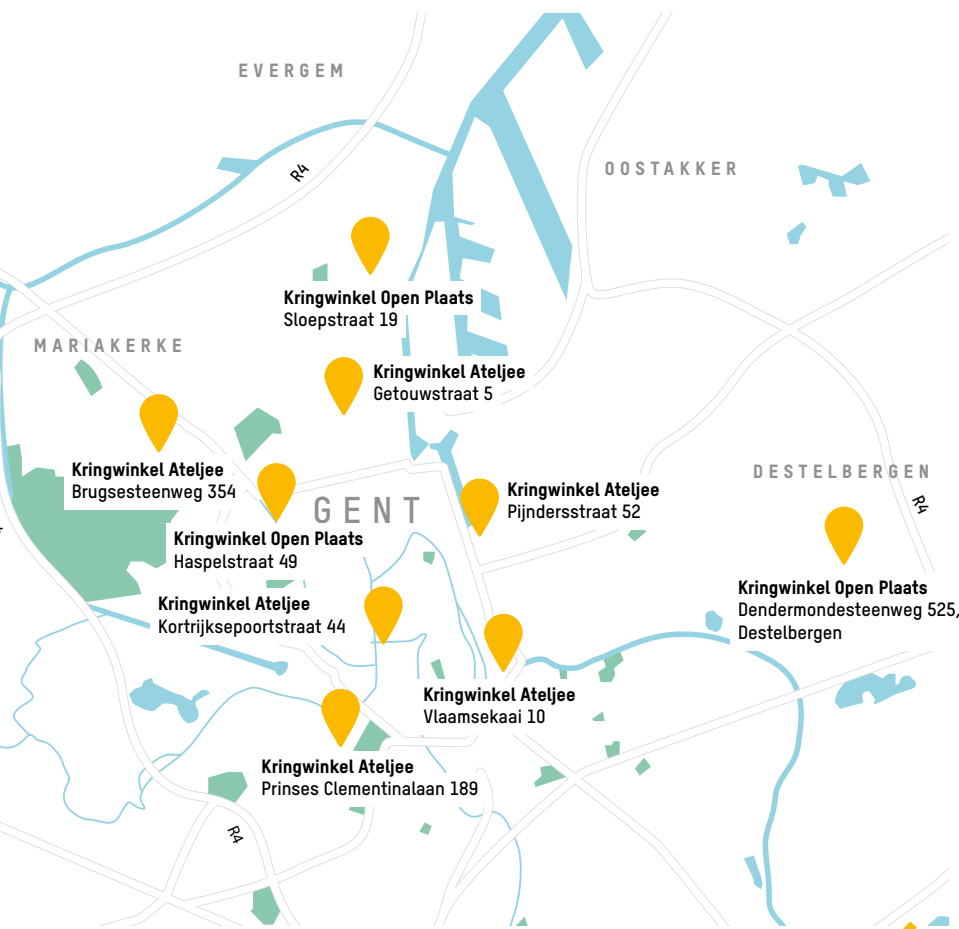 EVERGEM
OOSTAKKER
R4
Kringwinkel Open Plaats
Sloepstraat 19
MARIAKERKE
Kringwinkel Ateljee
Getouwstraat 5
Kringwinkel Ateljee
Brugsesteenweg 354
GENT
Kringwinkel Ateljee
Pijndersstraat 52
DESTELBERGEN
R4
Kringwinkel Open Plaats
Haspelstraat 49
Kringwinkel Open Plaats
Dendermondesteenweg 525,
Destelbergen
Kringwinkel Ateljee
Kortrijksepoortstraat 44
Kringwinkel Ateljee
Vlaamsekaai 10
Kringwinkel Ateljee
Prinses Clementinalaan 189
R4